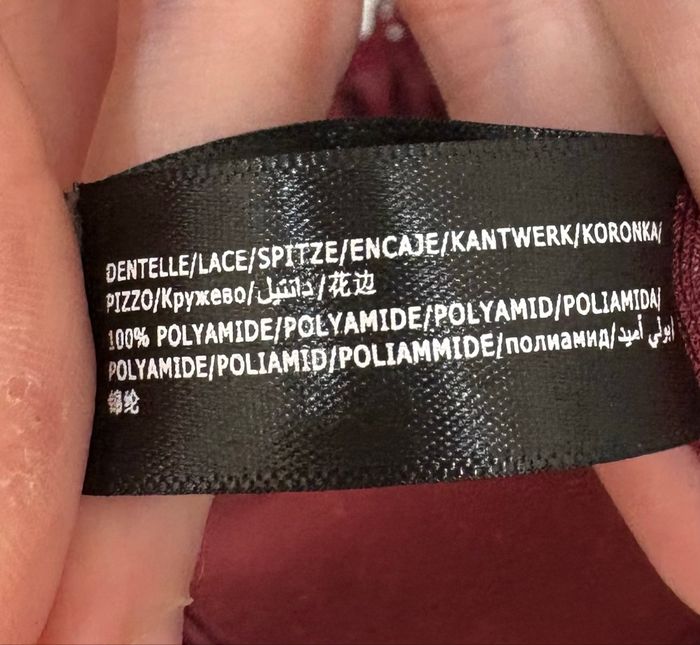 DENTELLE/LACE/SPITZE/ENCAJE/KANTWERK/KORONKA/
PIZZO/Кружево/دانتيل/花边
100% POLYAMIDE/POLYAMIDE/POLYAMID/POLIAMIDA/
POLYAMIDE/POLIAMID/POLIAMMIDE/полиамид/بولي أميد/
锦纶